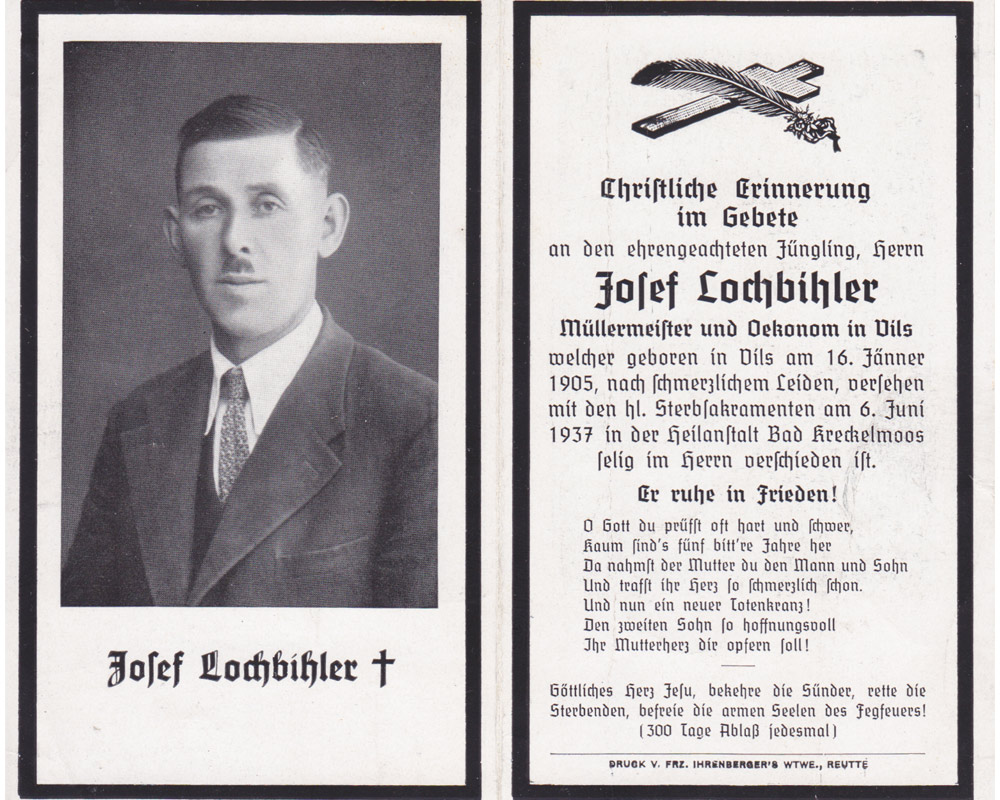 Josef Lochbihler †
Christliche Erinnerung
im Gebete
an den ehrengeachteten Jüngling, Herrn
Josef Lochbihler
Müllermeister und Oekonom in Vils
welcher geboren in Vils am 16. Jänner
1905, nach schmerzlichem Leiden, versehen
mit den hl. Sterbsakramenten am 6. Juni
1937 in der Heilanstalt Bad Kreckelmoos
selig im Herrn verschieden ist.
Er ruhe in Frieden!
O Gott du prüfst oft hart und schwer,
Kaum sind's fünf bitt're Jahre her
Da nahmst der Mutter du den Mann und Sohn
Und trafst ihr Herz so schmerzlich schon.
Und nun ein neuer Totenkranz!
Den zweiten Sohn so hoffnungsvoll
Ihr Mutterherz dir opfern soll!
Göttliches Herz Jesu, bekehre die Sünder, rette die
Sterbenden, befreie die armen Seelen des Fegfeuers!
(300 Tage Ablaß jedesmal)
DRUCK V. FRZ. IHRENBERGER'S WTWE., REUTTE